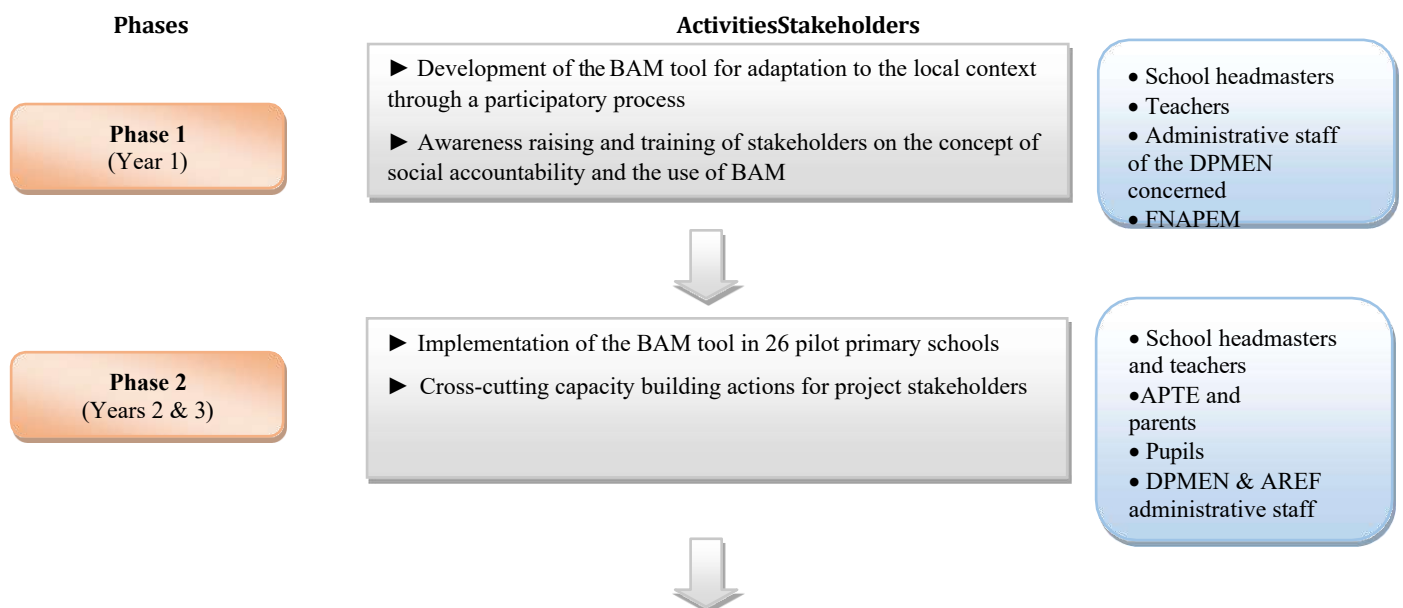 Phases
ActivitiesStakeholders
Phase 1
(Year 1)
► Development of the BAM tool for adaptation to the local context
through a participatory process
► Awareness raising and training of stakeholders on the concept of
social accountability and the use of BAM
• School headmasters
• Teachers
• Administrative staff
of the DPMEN
concerned
• FNAPEM
Phase 2
(Years 2 & 3)
► Implementation of the BAM tool in 26 pilot primary schools
► Cross-cutting capacity building actions for project stakeholders
• School headmasters
and teachers
•APTE and
parents
• Pupils
• DPMEN & AREF
administrative staff